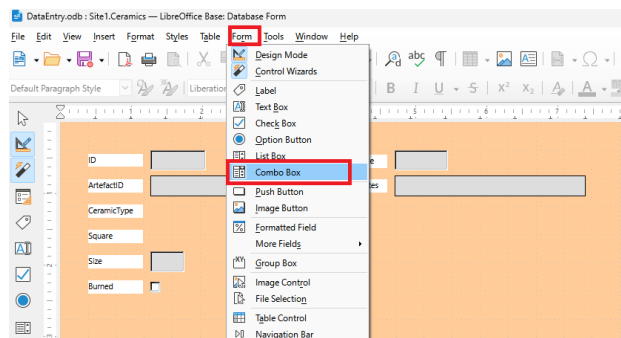 DataEntry.odb : Site1.Ceramics — LibreOffice Base: Database Form
File Edit View Insert Format Styles Table Form Tools Window Help
Default Paragraph Style
Liberation
Design Mode
Control Wizards
Label
Text Box
Check Box
Option Button
List Box
Combo Box
Push Button
Image Button
Formatted Field
More Fields
Group Box
Image Control
File Selection
Table Control
Navigation Bar
ID
ArtefactID
CeramicType
Square
Size
Burned